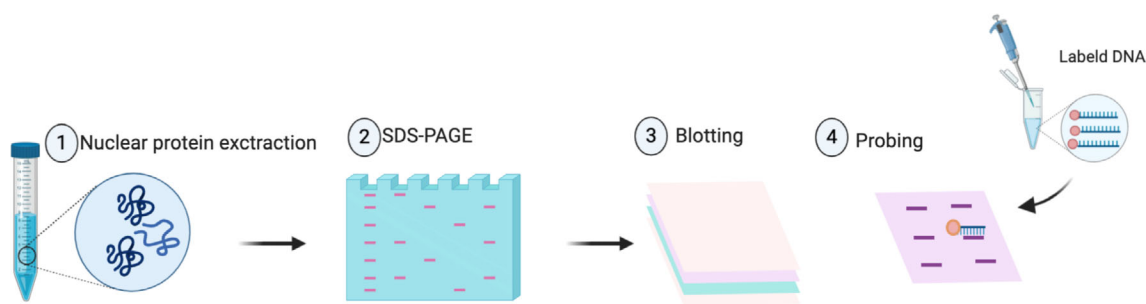 Labeld DNA
1 Nuclear protein exctraction
2 SDS-PAGE
3 Blotting
4 Probing